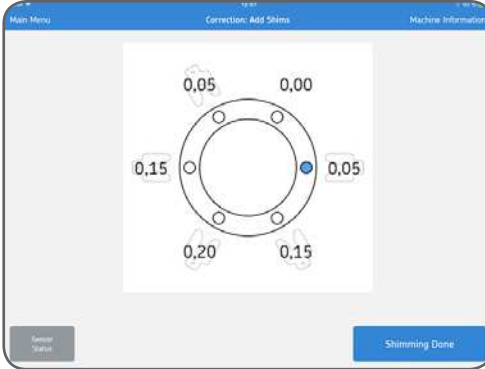 Main Menu
Correction: Add Shims
Machine Information
0,05
0,00
0,15
0,05
0,20
0,15
Sensor
Status
Shimming Done